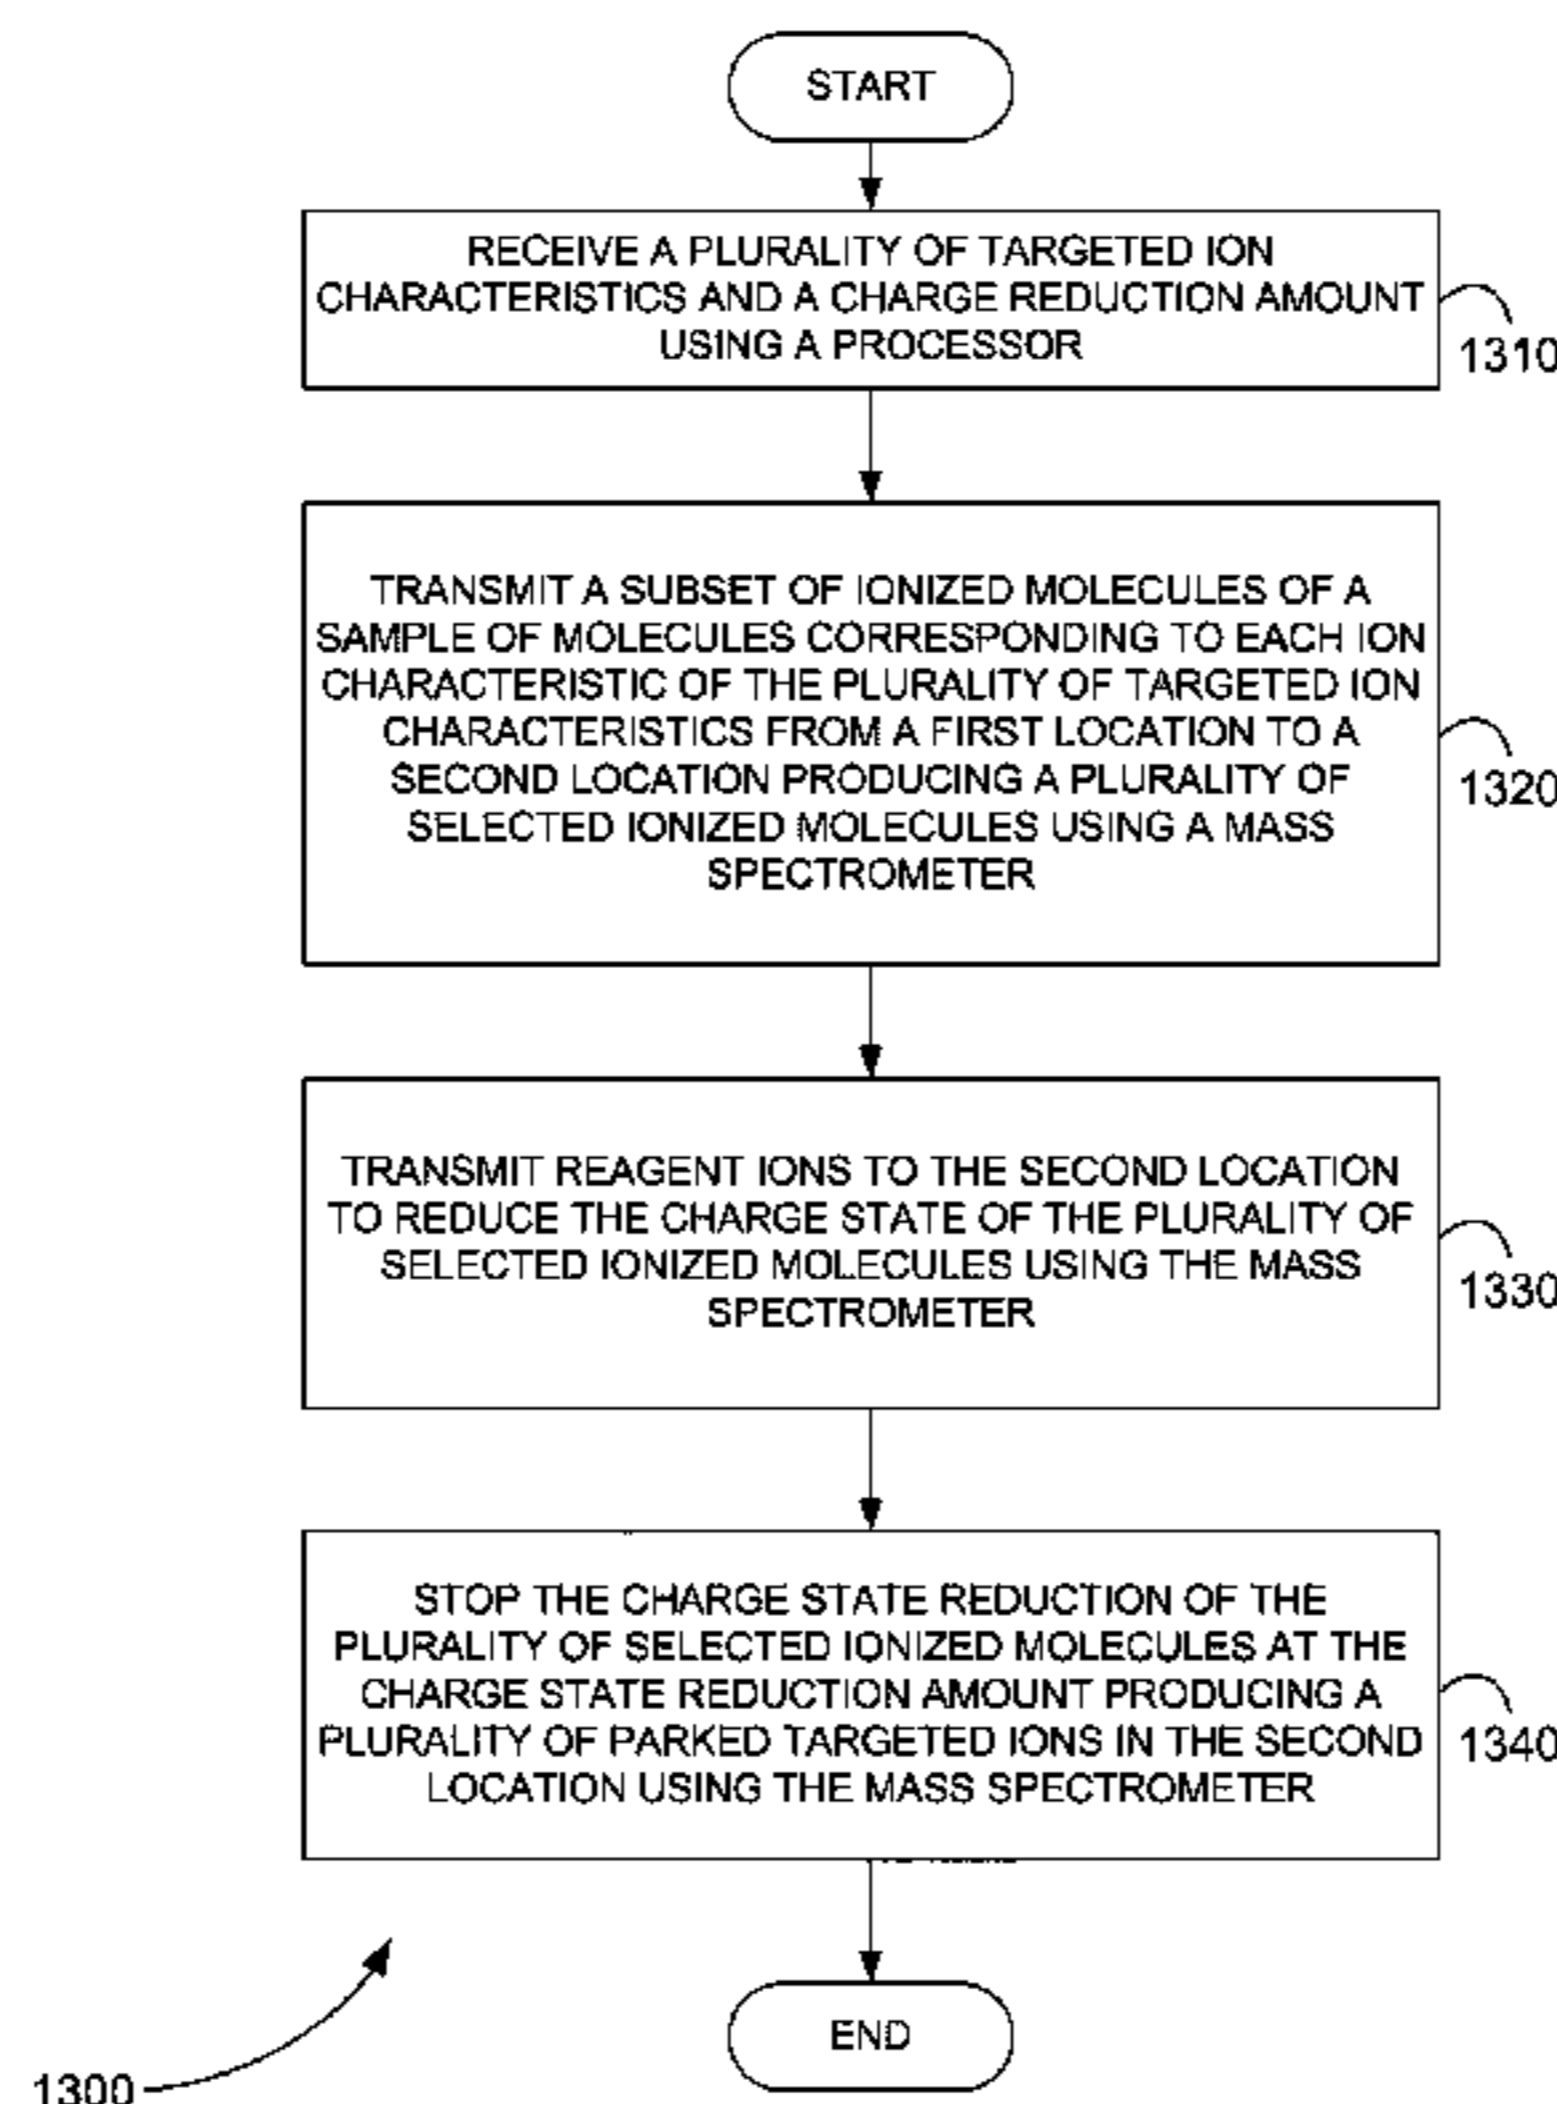 START
RECEIVE A PLURALITY OF TARGETED ION
CHARACTERISTICS AND A CHARGE REDUCTION AMOUNT
USING A PROCESSOR
1310
TRANSMIT A SUBSET OF IONIZED MOLECULES OF A
SAMPLE OF MOLECULES CORRESPONDING TO EACH ION
CHARACTERISTIC OF THE PLURALITY OF TARGETED ION
CHARACTERISTICS FROM A FIRST LOCATION TO A
SECOND LOCATION PRODUCING A PLURALITY OF
SELECTED IONIZED MOLECULES USING A MASS
SPECTROMETER
1320
TRANSMIT REAGENT IONS TO THE SECOND LOCATION
TO REDUCE THE CHARGE STATE OF THE PLURALITY OF
SELECTED IONIZED MOLECULES USING THE MASS
SPECTROMETER
1330
STOP THE CHARGE STATE REDUCTION OF THE
PLURALITY OF SELECTED IONIZED MOLECULES AT THE
CHARGE STATE REDUCTION AMOUNT PRODUCING A
PLURALITY OF PARKED TARGETED IONS IN THE SECOND
LOCATION USING THE MASS SPECTROMETER
1340
END
1300